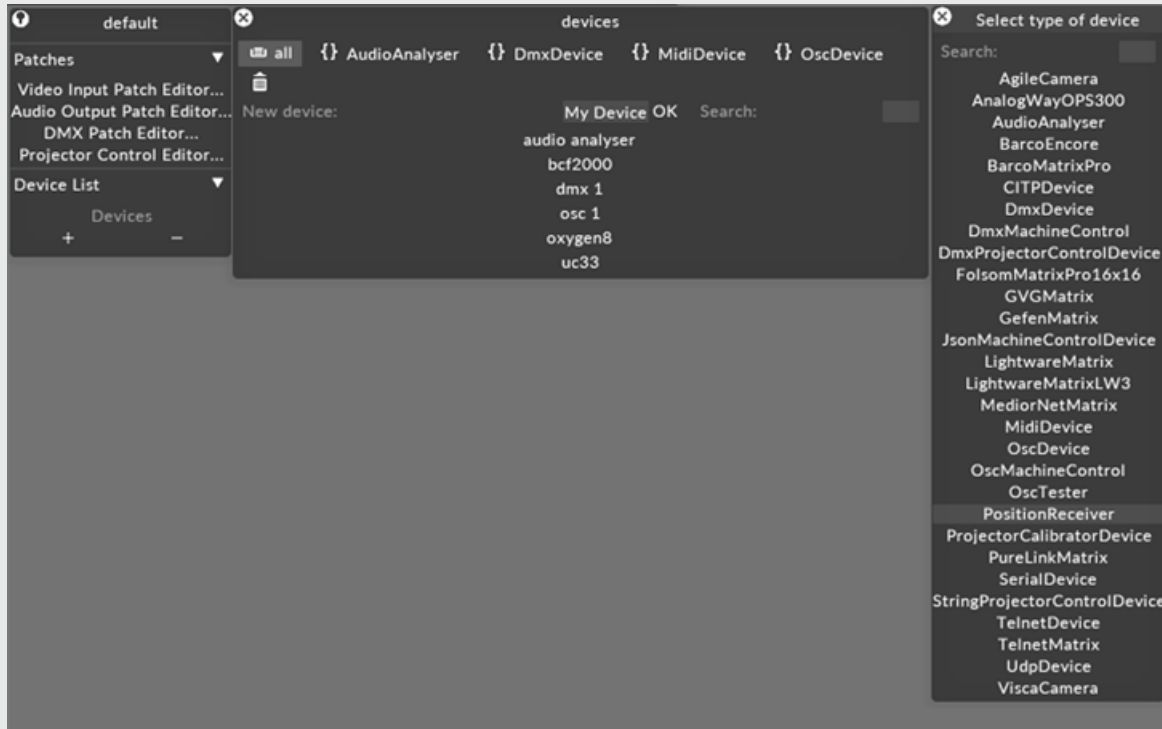 default
Patches
Video Input Patch Editor...
Audio Output Patch Editor...
DMX Patch Editor...
Projector Control Editor...
Device List
Devices
+ −
devices
all {} AudioAnalyser {} DmxDevice {} MidiDevice {} OscDevice
New device: My Device OK Search:
audio analyser
bcf2000
dmx 1
osc 1
oxygen8
uc33
Select type of device
Search:
AgileCamera
AnalogWayOPS300
AudioAnalyser
BarcoEncore
BarcoMatrixPro
CITPDevice
DmxDevice
DmxMachineControl
DmxProjectorControlDevice
FolsomMatrixPro16x16
GVGMatrix
GefenMatrix
JsonMachineControlDevice
LightwareMatrix
LightwareMatrixLW3
MediorNetMatrix
MidiDevice
OscDevice
OscMachineControl
OscTester
PositionReceiver
ProjectorCalibratorDevice
PureLinkMatrix
SerialDevice
StringProjectorControlDevice
TelnetDevice
TelnetMatrix
UdpDevice
ViscaCamera